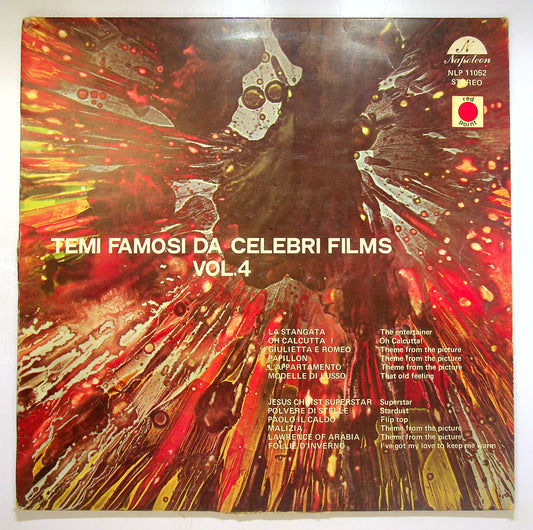 Napoleon
NLP 11052
STEREO
red
point
TEMI FAMOSI DA CELEBRI FILMS
VOL.4
LA STANGATA The entertainer
OH CALCUTTA ! Oh Calcutta!
GIULIETTA E ROMEO Theme from the picture
PAPILLON Theme from the picture
L'APPARTAMENTO Theme from the picture
MODELLE DI LUSSO That old feeling
JESUS CHRIST SUPERSTAR Superstar
POLVERE DI STELLE Stardust
PAOLO IL CALDO Flip top
MALIZIA Theme from the picture
LAWRENCE OF ARABIA Theme from the picture
FOLLIE D'INVERNO I've got my love to keep me warm